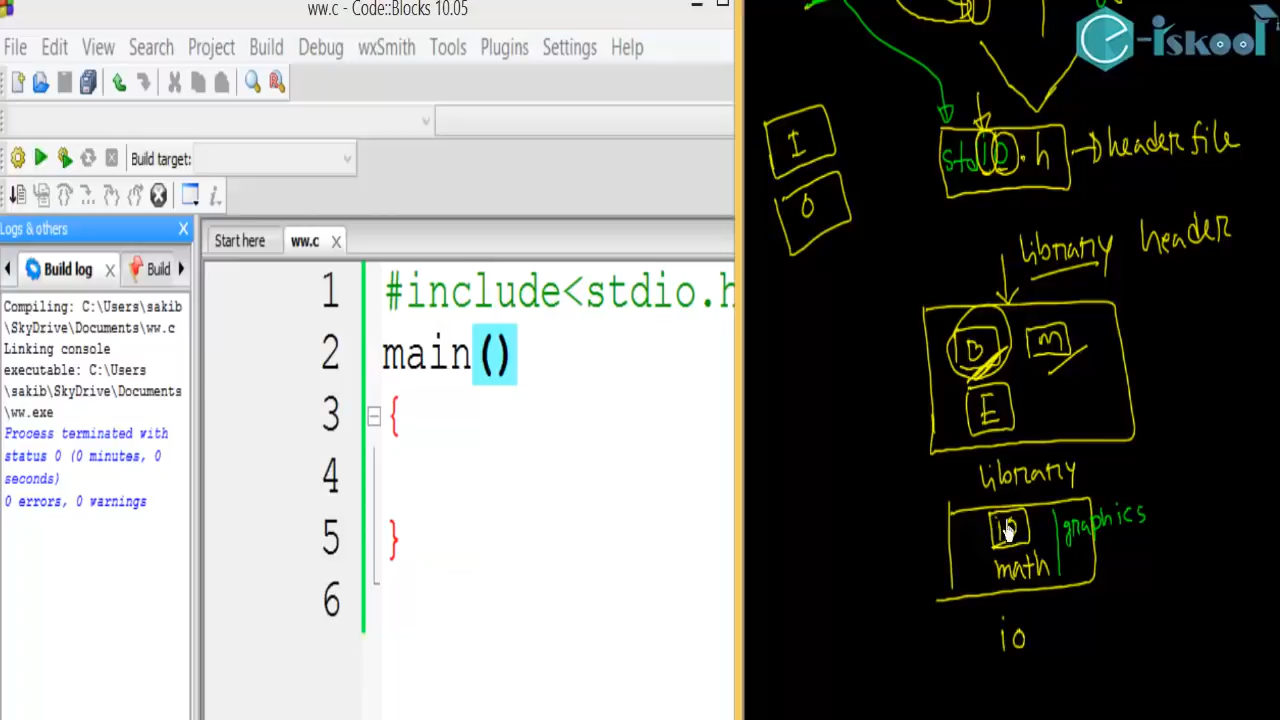 ww.c - Code::Blocks 10.05
File Edit View Search Project Build Debug wxSmith Tools Plugins Settings Help
Build target:
Logs & others X
Start here ww.c
Build log Build
Compiling: C:\Users\sakib
\SkyDrive\Documents\ww.c
Linking console
executable: C:\Users
\sakib\SkyDrive\Documents
\ww.exe
Process terminated with
status 0 (0 minutes, 0
seconds)
0 errors, 0 warnings
1 #include<stdio.h
2 main()
3 {
4
5 }
6
e-iskool
I
O
stdio.h → header file
library header
B m
E
library
io
math graphics
io